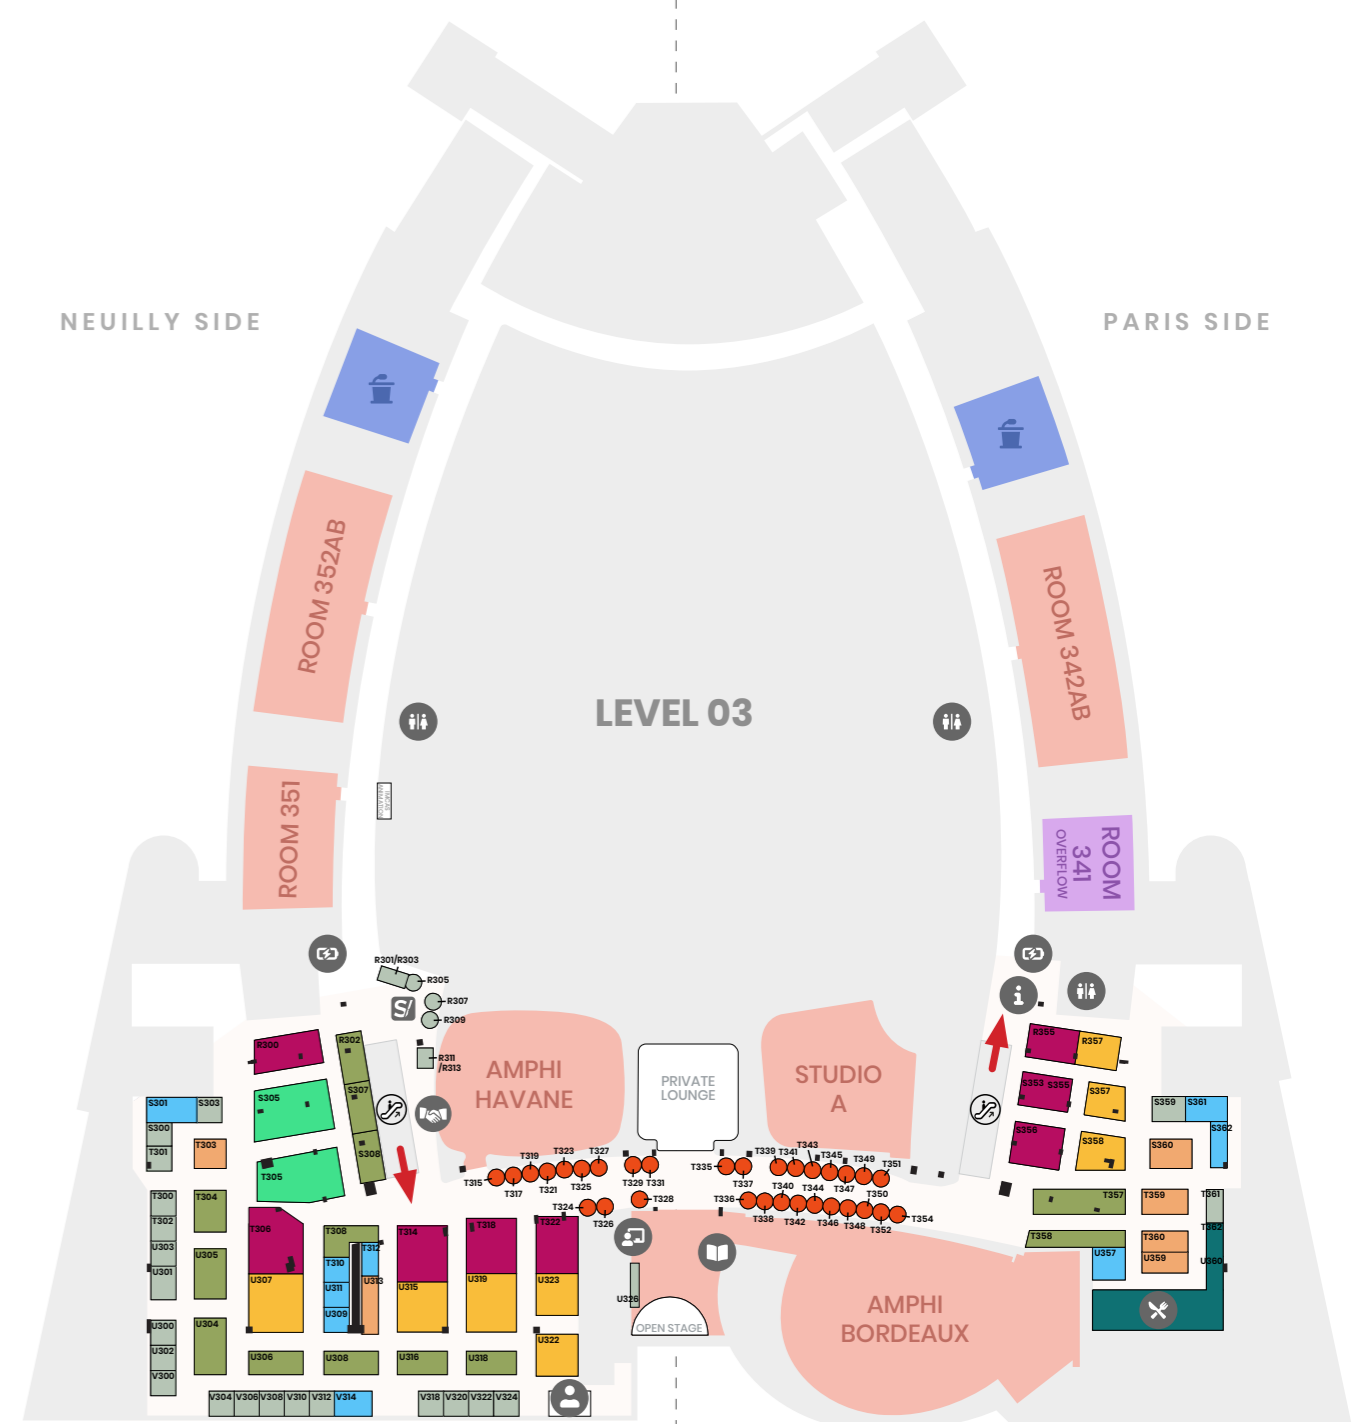 NEUILLY SIDE
PARIS SIDE
ROOM 352AB
ROOM 342AB
LEVEL 03
ROOM 351
ROOM
341
OVERFLOW
R301/R303
R305
R307
R309
R311
/R313
R300
R302
S305
S307
S308
T305
S301
S303
S300
T301
T303
AMPHI
HAVANE
PRIVATE
LOUNGE
STUDIO
A
R355
R357
S353
S355
S357
S356
S358
S359
S361
S362
S360
T315
T317
T319
T321
T323
T325
T327
T329
T331
T324
T326
T328
T335
T337
T339
T341
T343
T345
T347
T349
T351
T336
T338
T340
T342
T344
T346
T348
T350
T352
T354
T357
T359
T361
T358
T360
T362
U357
U359
U360
T300
T302
U303
U301
T304
U305
T306
U307
T308
T310
T312
U311
U313
U309
T314
U315
T318
U319
T322
U323
U326
OPEN STAGE
AMPHI
BORDEAUX
U300
U302
V300
U304
U306
U308
U316
U318
U322
V304
V306
V308
V310
V312
V314
V318
V320
V322
V324